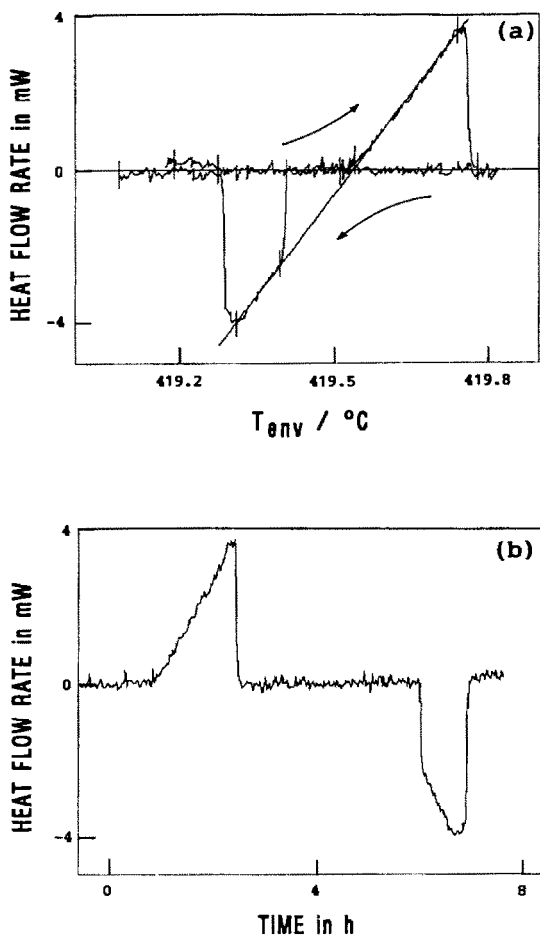 (a)
4
0
-4
HEAT FLOW RATE in mW
419.2 419.5 419.8
Tenv / °C
(b)
4
0
-4
HEAT FLOW RATE in mW
0 4 8
TIME in h